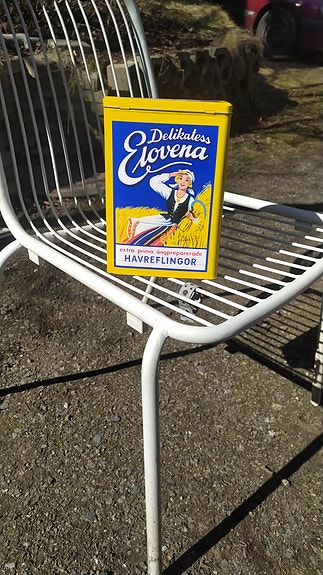 Delikatess
Elovena
extra prima ångpreparerade
HAVREFLINGOR